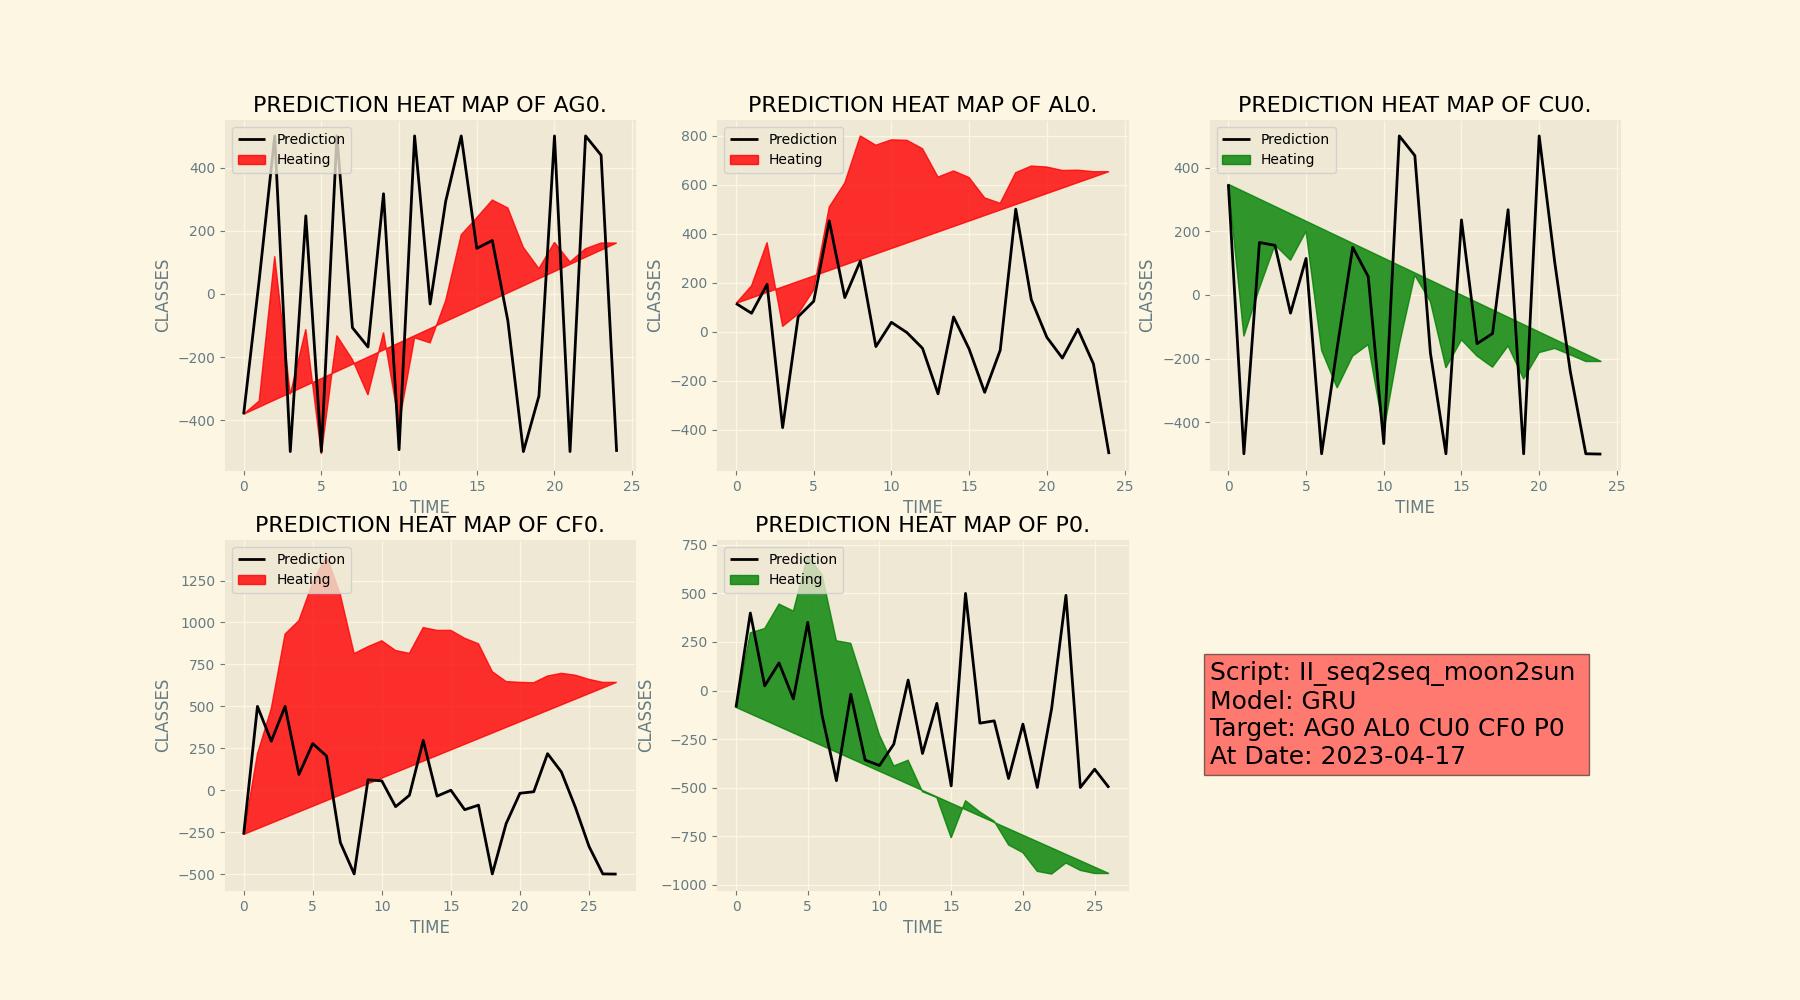 PREDICTION HEAT MAP OF AG0.
Prediction
Heating
CLASSES
400
200
0
−200
−400
0 5 10 15 20 25
TIME
PREDICTION HEAT MAP OF AL0.
Prediction
Heating
CLASSES
800
600
400
200
0
−200
−400
0 5 10 15 20 25
TIME
PREDICTION HEAT MAP OF CU0.
Prediction
Heating
CLASSES
400
200
0
−200
−400
0 5 10 15 20 25
TIME
PREDICTION HEAT MAP OF CF0.
Prediction
Heating
CLASSES
1250
1000
750
500
250
0
−250
−500
0 5 10 15 20 25
TIME
PREDICTION HEAT MAP OF P0.
Prediction
Heating
CLASSES
750
500
250
0
−250
−500
−750
−1000
0 5 10 15 20 25
TIME
Script: II_seq2seq_moon2sun
Model: GRU
Target: AG0 AL0 CU0 CF0 P0
At Date: 2023-04-17